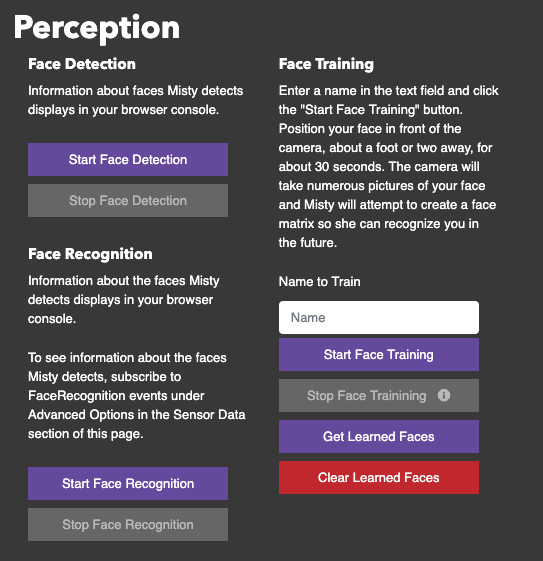 Perception
Face Detection
Information about faces Misty detects
displays in your browser console.
Start Face Detection
Stop Face Detection
Face Recognition
Information about the faces Misty
detects displays in your browser
console.
To see information about the faces
Misty detects, subscribe to
FaceRecognition events under
Advanced Options in the Sensor Data
section of this page.
Start Face Recognition
Stop Face Recognition
Face Training
Enter a name in the text field and click
the "Start Face Training" button.
Position your face in front of the
camera, about a foot or two away, for
about 30 seconds. The camera will
take numerous pictures of your face
and Misty will attempt to create a face
matrix so she can recognize you in
the future.
Name to Train
Name
Start Face Training
Stop Face Trainining
Get Learned Faces
Clear Learned Faces